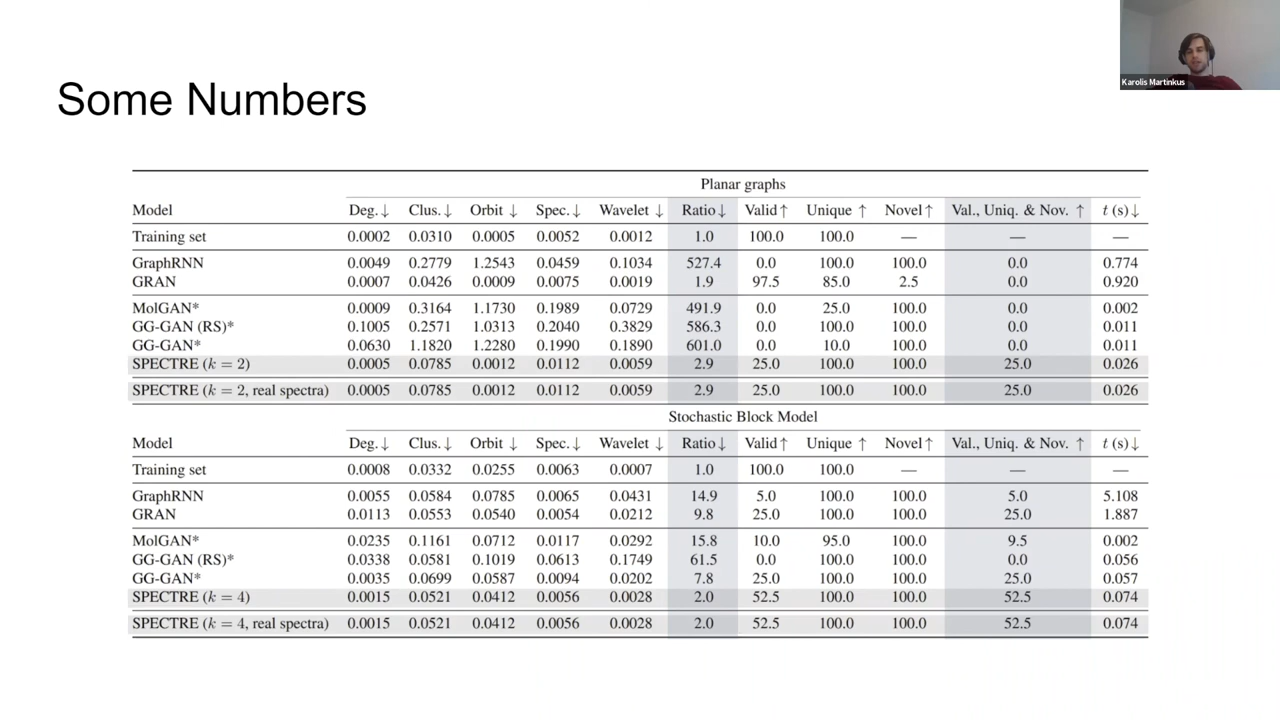 Karolis Martinkus
Some Numbers
Planar graphs
Model Deg.↓ Clus.↓ Orbit ↓ Spec.↓ Wavelet ↓ Ratio↓ Valid↑ Unique ↑ Novel↑ Val., Uniq. & Nov. ↑ t (s)↓
Training set 0.0002 0.0310 0.0005 0.0052 0.0012 1.0 100.0 100.0 — — —
GraphRNN 0.0049 0.2779 1.2543 0.0459 0.1034 527.4 0.0 100.0 100.0 0.0 0.774
GRAN 0.0007 0.0426 0.0009 0.0075 0.0019 1.9 97.5 85.0 2.5 0.0 0.920
MolGAN* 0.0009 0.3164 1.1730 0.1989 0.0729 491.9 0.0 25.0 100.0 0.0 0.002
GG-GAN (RS)* 0.1005 0.2571 1.0313 0.2040 0.3829 586.3 0.0 100.0 100.0 0.0 0.011
GG-GAN* 0.0630 1.1820 1.2280 0.1990 0.1890 601.0 0.0 10.0 100.0 0.0 0.011
SPECTRE (k = 2) 0.0005 0.0785 0.0012 0.0112 0.0059 2.9 25.0 100.0 100.0 25.0 0.026
SPECTRE (k = 2, real spectra) 0.0005 0.0785 0.0012 0.0112 0.0059 2.9 25.0 100.0 100.0 25.0 0.026
Stochastic Block Model
Model Deg.↓ Clus.↓ Orbit ↓ Spec.↓ Wavelet ↓ Ratio↓ Valid↑ Unique ↑ Novel↑ Val., Uniq. & Nov. ↑ t (s)↓
Training set 0.0008 0.0332 0.0255 0.0063 0.0007 1.0 100.0 100.0 — — —
GraphRNN 0.0055 0.0584 0.0785 0.0065 0.0431 14.9 5.0 100.0 100.0 5.0 5.108
GRAN 0.0113 0.0553 0.0540 0.0054 0.0212 9.8 25.0 100.0 100.0 25.0 1.887
MolGAN* 0.0235 0.1161 0.0712 0.0117 0.0292 15.8 10.0 95.0 100.0 9.5 0.002
GG-GAN (RS)* 0.0338 0.0581 0.1019 0.0613 0.1749 61.5 0.0 100.0 100.0 0.0 0.056
GG-GAN* 0.0035 0.0699 0.0587 0.0094 0.0202 7.8 25.0 100.0 100.0 25.0 0.057
SPECTRE (k = 4) 0.0015 0.0521 0.0412 0.0056 0.0028 2.0 52.5 100.0 100.0 52.5 0.074
SPECTRE (k = 4, real spectra) 0.0015 0.0521 0.0412 0.0056 0.0028 2.0 52.5 100.0 100.0 52.5 0.074